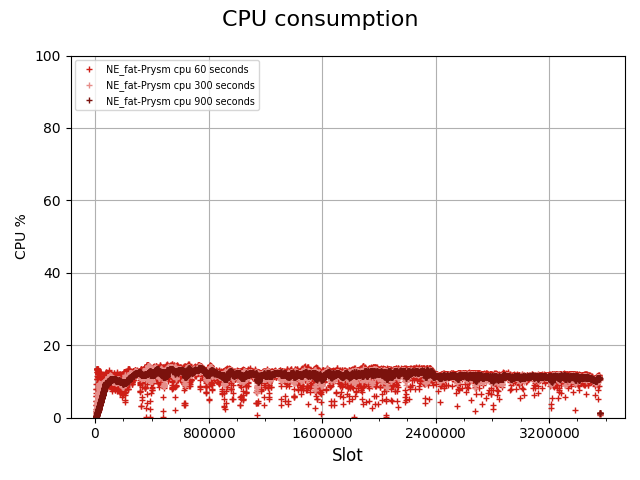 CPU consumption
100
80
60
40
20
0
CPU %
NE_fat-Prysm cpu 60 seconds
NE_fat-Prysm cpu 300 seconds
NE_fat-Prysm cpu 900 seconds
0 800000 1600000 2400000 3200000
Slot